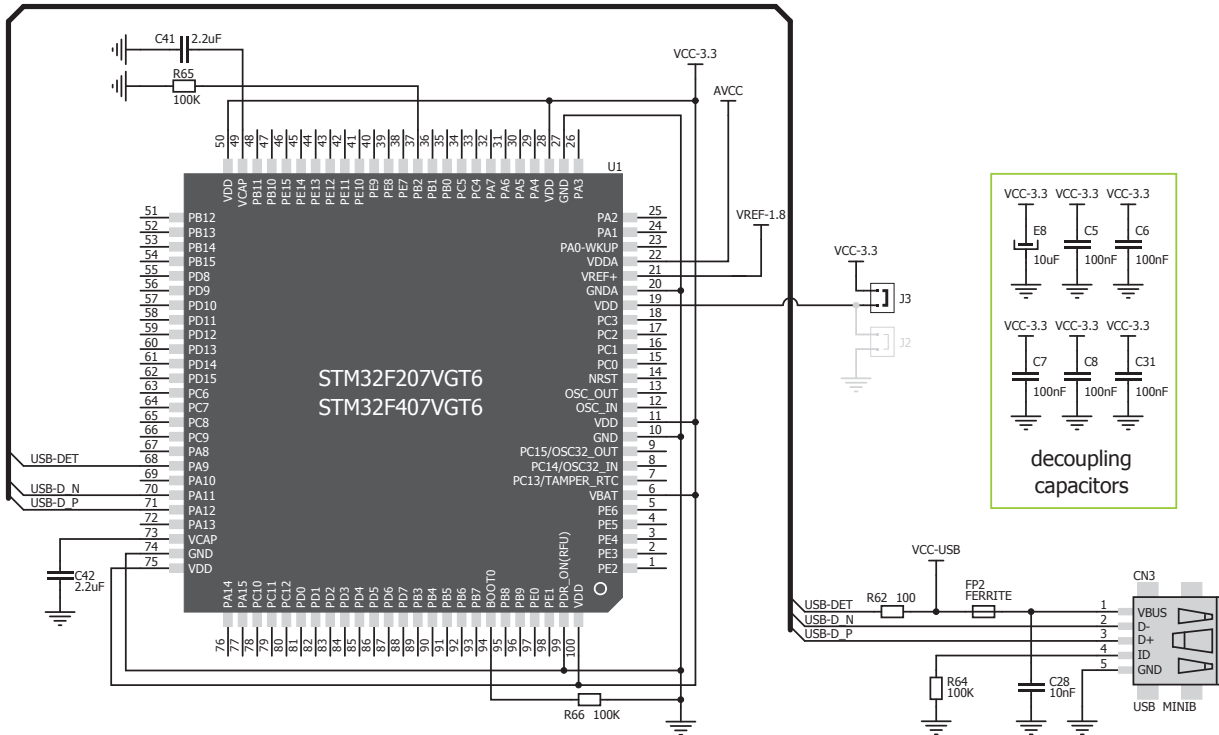 C41 2.2uF
R65
100K
VCC-3.3
AVCC
50 49 48 47 46 45 44 43 42 41 40 39 38 37 36 35 34 33 32 31 30 29 28 27 26
U1
VDD VCAP PB11 PB10 PE15 PE14 PE13 PE12 PE11 PE10 PE9 PE8 PE7 PB2 PB1 PB0 PC5 PC4 PA7 PA6 PA5 PA4 VDD GND PA3
51 PB12
52 PB13
53 PB14
54 PB15
55 PD8
56 PD9
57 PD10
58 PD11
59 PD12
60 PD13
61 PD14
62 PD15
63 PC6
64 PC7
65 PC8
66 PC9
67 PA8
USB-DET 68 PA9
69 PA10
USB-D_N 70 PA11
USB-D_P 71 PA12
72 PA13
73 VCAP
74 GND
75 VDD
C42
2.2uF
STM32F207VGT6
STM32F407VGT6
PA2 25
PA1 24
PA0-WKUP 23
VDDA 22
VREF+ 21
GNDA 20
VDD 19
PC3 18
PC2 17
PC1 16
PC0 15
NRST 14
OSC_OUT 13
OSC_IN 12
VDD 11
GND 10
PC15/OSC32_OUT 9
PC14/OSC32_IN 8
PC13/TAMPER_RTC 7
VBAT 6
PE6 5
PE5 4
PE4 3
PE3 2
PE2 1
PA14 PA15 PC10 PC11 PC12 PD0 PD1 PD2 PD3 PD4 PD5 PD6 PD7 PB3 PB4 PB5 PB6 PB7 BOOT0 PB8 PB9 PE0 PE1 PDR_ON(RFU) VDD
76 77 78 79 80 81 82 83 84 85 86 87 88 89 90 91 92 93 94 95 96 97 98 99 100
R66 100K
VREF-1.8
VCC-3.3
J3
J2
VCC-3.3 VCC-3.3 VCC-3.3
E8 C5 C6
10uF 100nF 100nF
VCC-3.3 VCC-3.3 VCC-3.3
C7 C8 C31
100nF 100nF 100nF
decoupling
capacitors
VCC-USB
FP2
FERRITE
CN3
USB-DET R62 100 1 VBUS
USB-D_N 2 D-
USB-D_P 3 D+
4 ID
5 GND
R64
100K
C28
10nF
USB MINIB